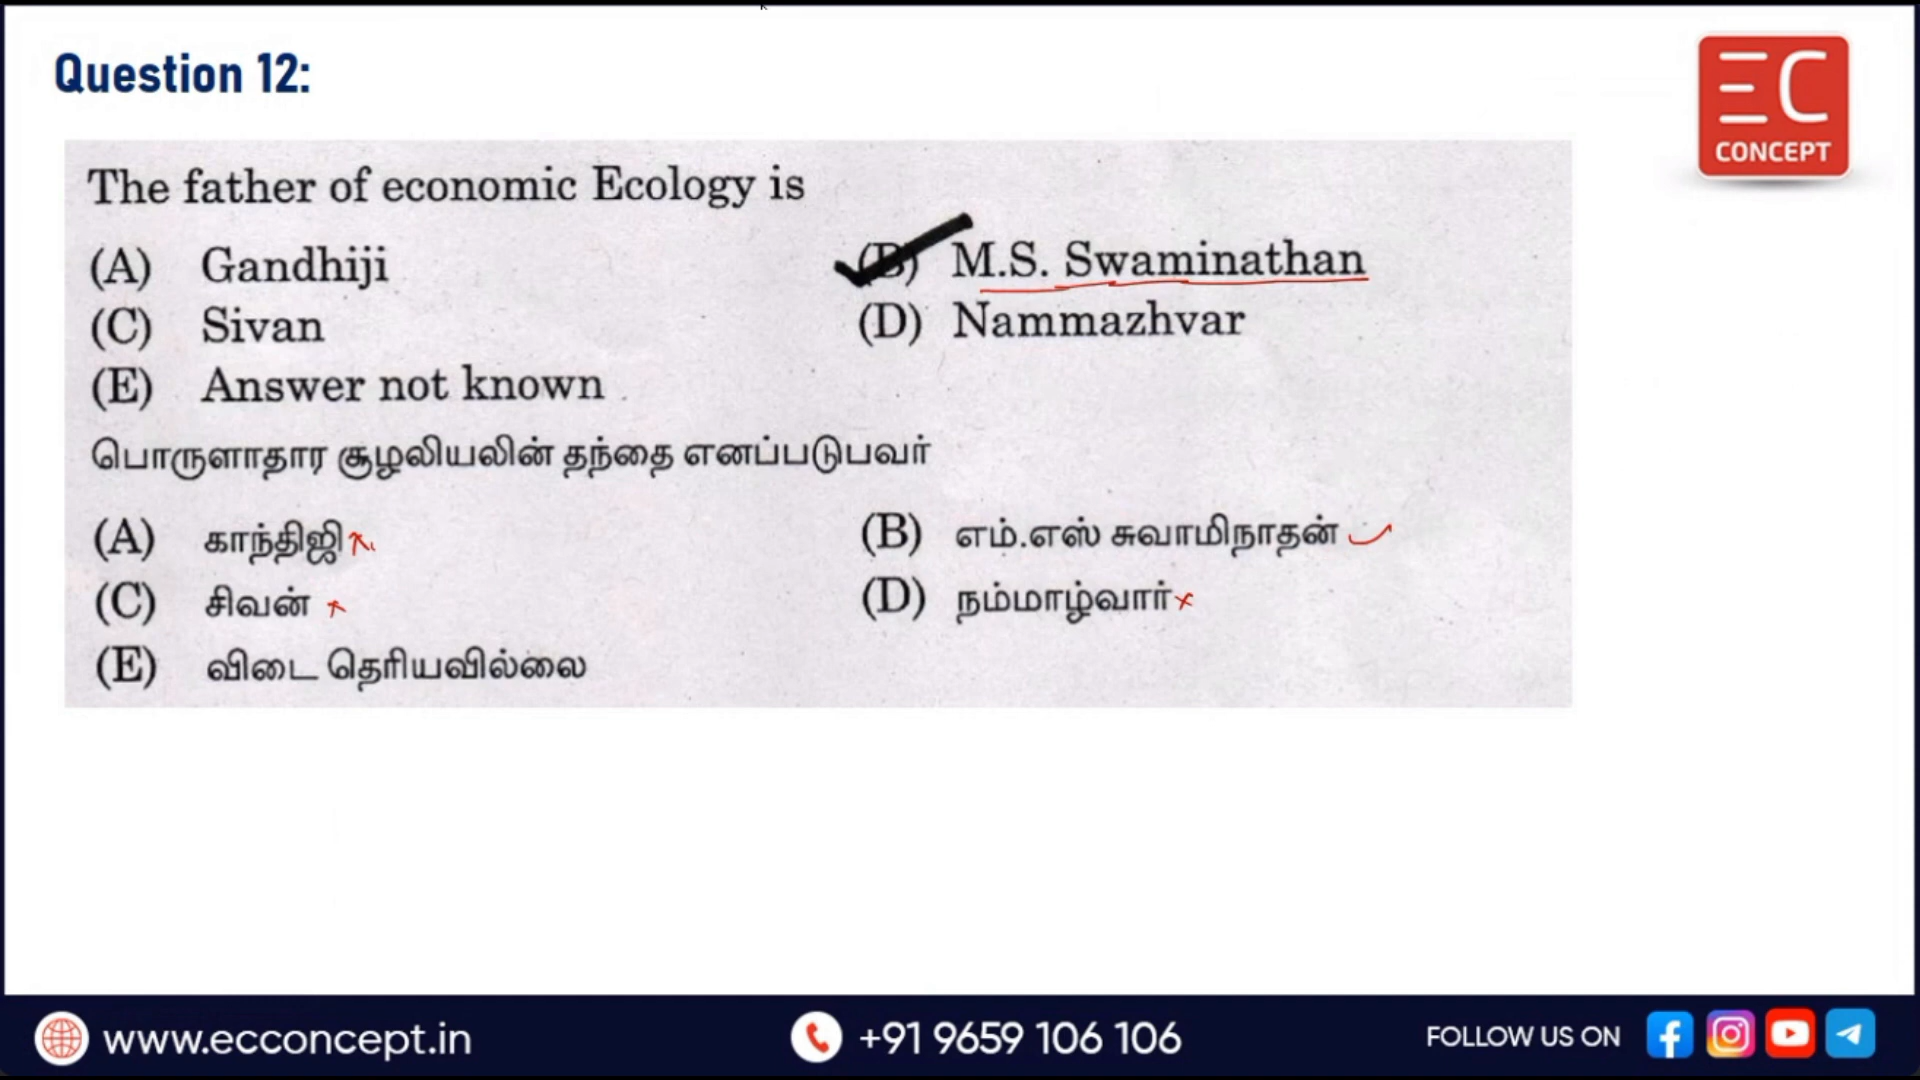 Question 12:
EC
CONCEPT
The father of economic Ecology is
(A) Gandhiji (B) M.S. Swaminathan
(C) Sivan (D) Nammazhvar
(E) Answer not known
பொருளாதார சூழலியலின் தந்தை எனப்படுபவர்
(A) காந்திஜி (B) எம்.எஸ் சுவாமிநாதன்
(C) சிவன் (D) நம்மாழ்வார்
(E) விடை தெரியவில்லை
www.ecconcept.in +91 9659 106 106 FOLLOW US ON